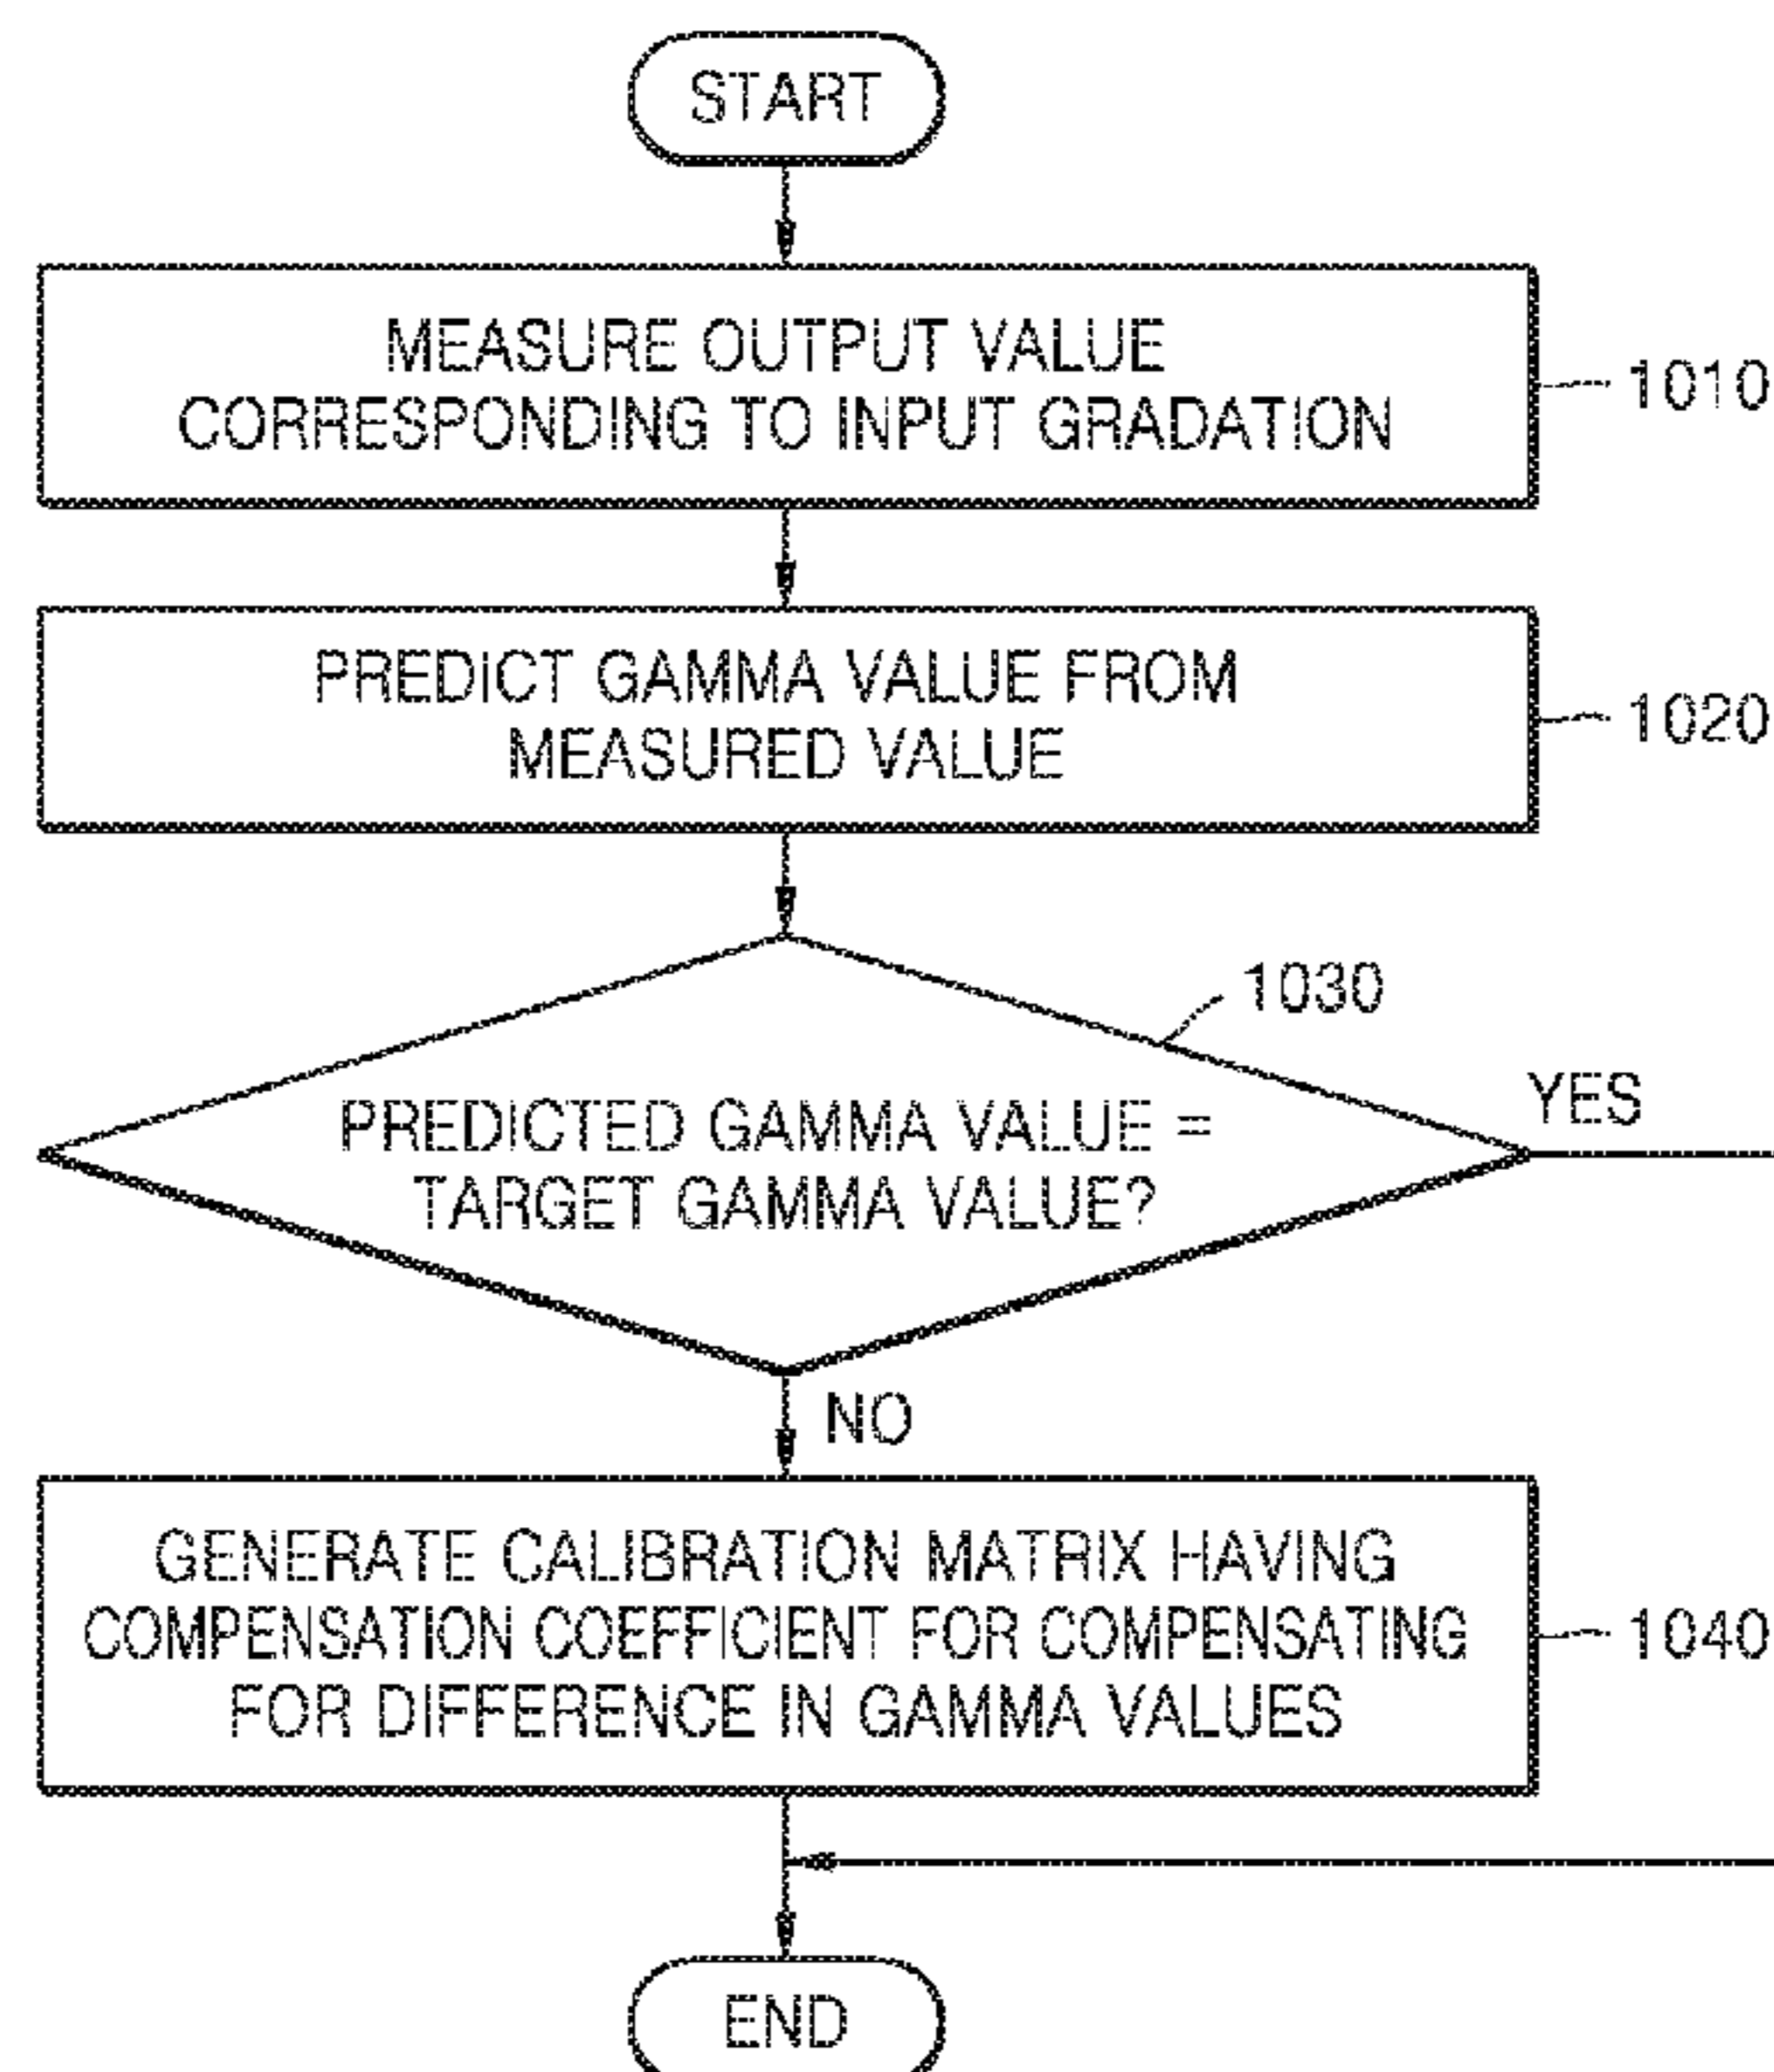 START
MEASURE OUTPUT VALUE
CORRESPONDING TO INPUT GRADATION
1010
PREDICT GAMMA VALUE FROM
MEASURED VALUE
1020
1030
PREDICTED GAMMA VALUE =
TARGET GAMMA VALUE?
YES
NO
GENERATE CALIBRATION MATRIX HAVING
COMPENSATION COEFFICIENT FOR COMPENSATING
FOR DIFFERENCE IN GAMMA VALUES
1040
END